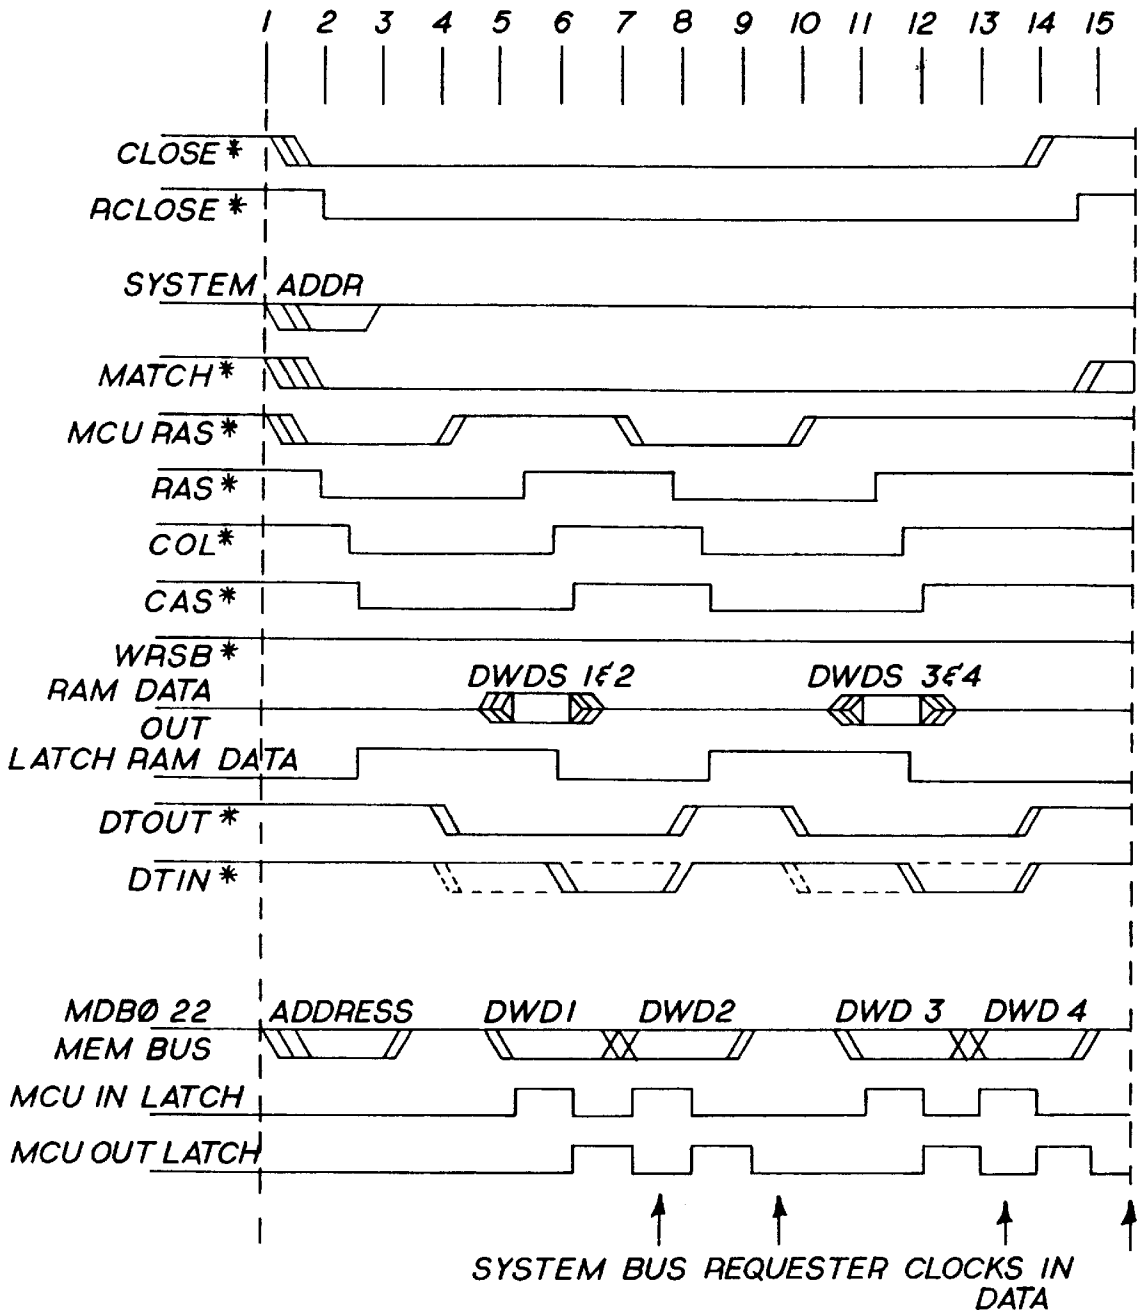 1 2 3 4 5 6 7 8 9 10 11 12 13 14 15
CLOSE*
RCLOSE*
SYSTEM ADDR
MATCH*
MCU RAS*
RAS*
COL*
CAS*
WRSB*
DWDS 1&2 DWDS 3&4
RAM DATA
OUT
LATCH RAM DATA
DTOUT*
DTIN*
MDBØ 22 ADDRESS DWD1 DWD2 DWD 3 DWD 4
MEM BUS
MCU IN LATCH
MCU OUT LATCH
SYSTEM BUS REQUESTER CLOCKS IN
DATA